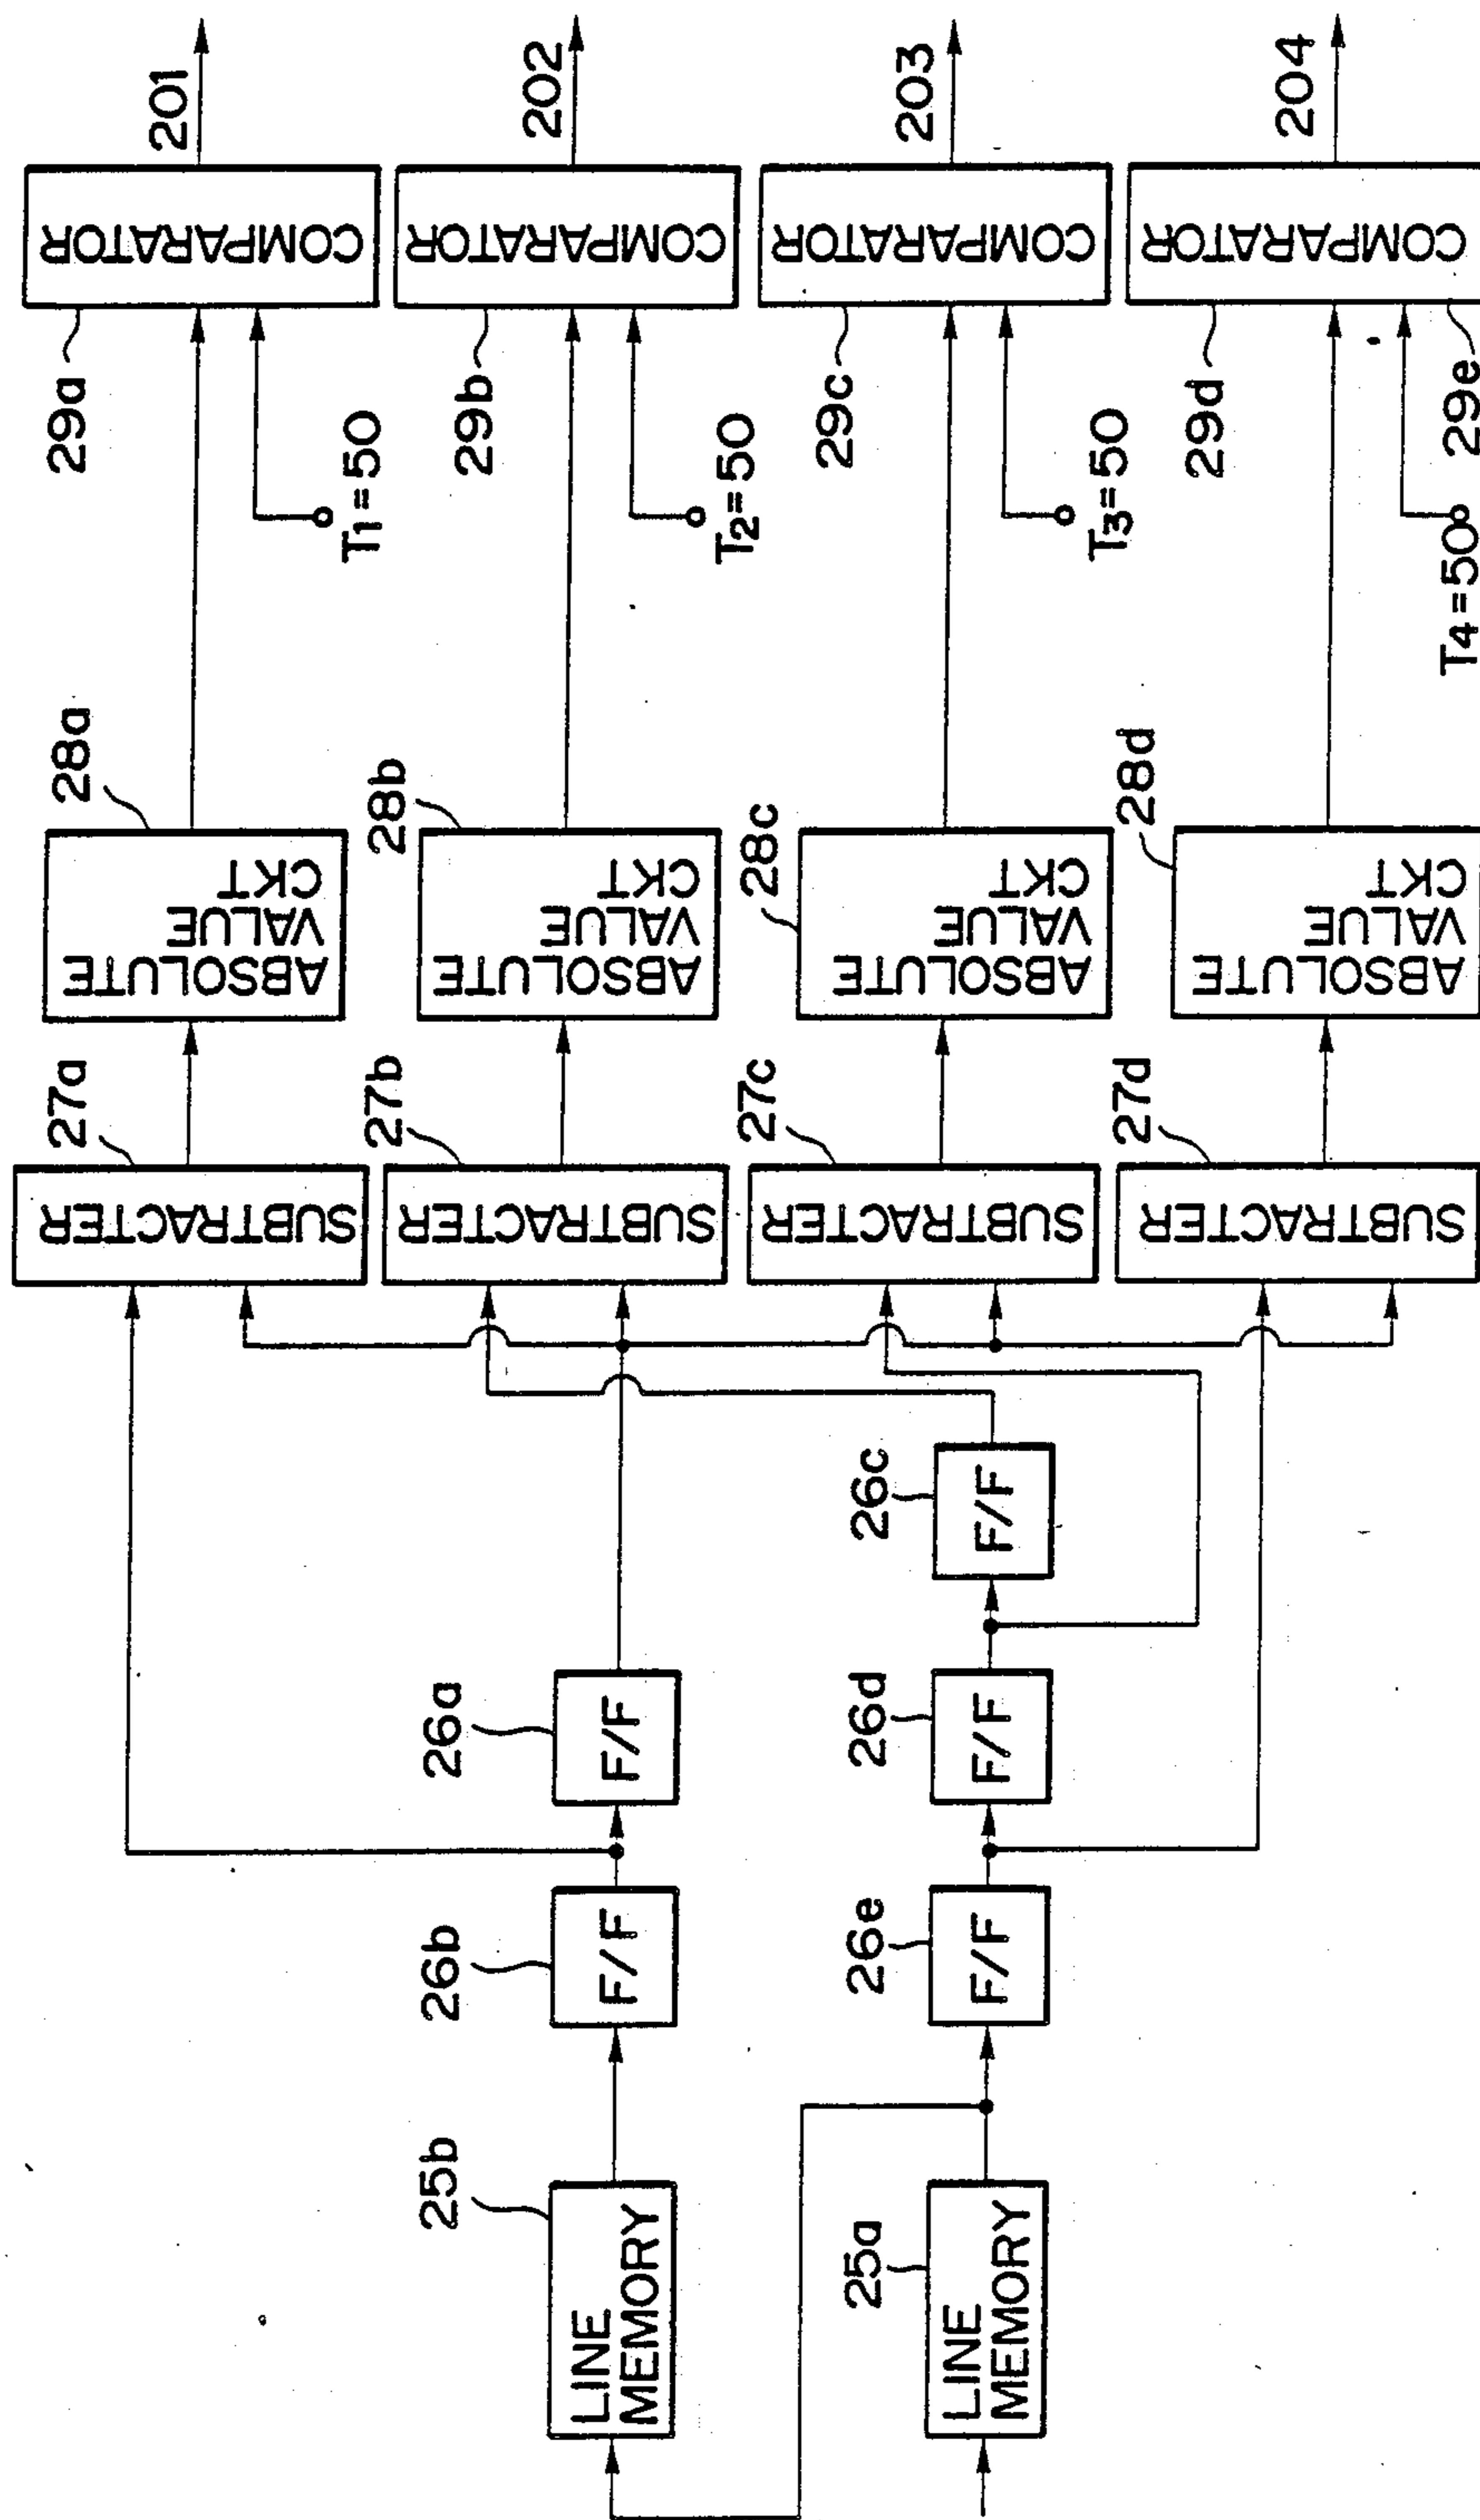 LINE
MEMORY
25b
F/F
26b
F/F
26a
LINE
MEMORY
25a
F/F
26e
F/F
26d
F/F
26c
SUBTRACTER
27a
SUBTRACTER
27b
SUBTRACTER
27c
SUBTRACTER
27d
ABSOLUTE
VALUE
CKT
28a
ABSOLUTE
VALUE
CKT
28b
ABSOLUTE
VALUE
CKT
28c
ABSOLUTE
VALUE
CKT
28d
T1=50
T2=50
T3=50
T4=50
COMPARATOR
29a
COMPARATOR
29b
COMPARATOR
29c
COMPARATOR
29d
29e
201
202
203
204